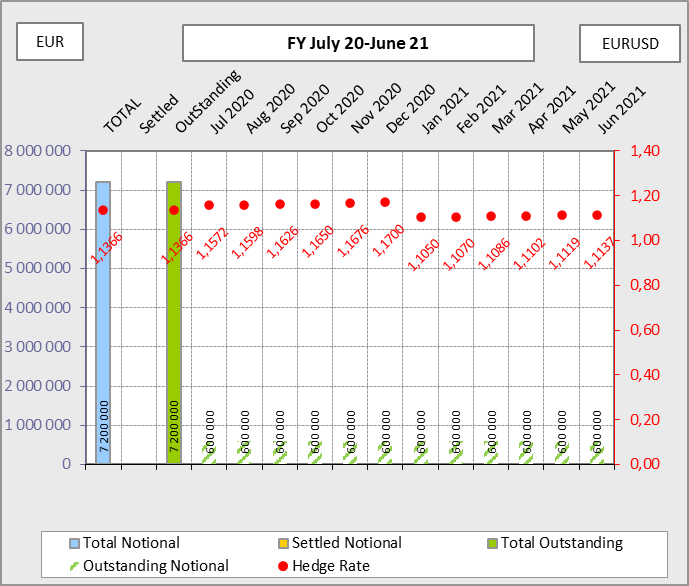 EUR
FY July 20-June 21
EURUSD
TOTAL
Settled
OutStanding
Jul 2020
Aug 2020
Sep 2020
Oct 2020
Nov 2020
Dec 2020
Jan 2021
Feb 2021
Mar 2021
Apr 2021
May 2021
Jun 2021
8 000 000
7 000 000
6 000 000
5 000 000
4 000 000
3 000 000
2 000 000
1 000 000
0
1,40
1,20
1,00
0,80
0,60
0,40
0,20
0,00
1,1366
1,1366
1,1572
1,1598
1,1626
1,1650
1,1676
1,1700
1,1050
1,1070
1,1086
1,1102
1,1119
1,1137
7 200 000
7 200 000
600 000
600 000
600 000
600 000
600 000
600 000
600 000
600 000
600 000
600 000
600 000
600 000
Total Notional
Settled Notional
Total Outstanding
Outstanding Notional
Hedge Rate